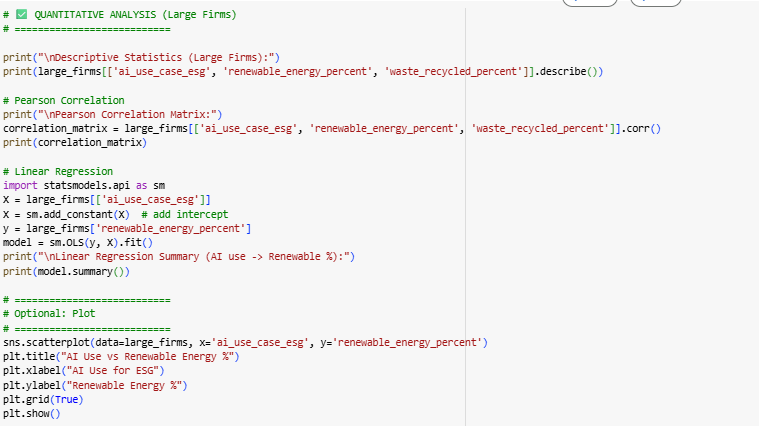 # ✅ QUANTITATIVE ANALYSIS (Large Firms)
# ===========================
print("\nDescriptive Statistics (Large Firms):")
print(large_firms[['ai_use_case_esg', 'renewable_energy_percent', 'waste_recycled_percent']].describe())
# Pearson Correlation
print("\nPearson Correlation Matrix:")
correlation_matrix = large_firms[['ai_use_case_esg', 'renewable_energy_percent', 'waste_recycled_percent']].corr()
print(correlation_matrix)
# Linear Regression
import statsmodels.api as sm
X = large_firms[['ai_use_case_esg']]
X = sm.add_constant(X)  # add intercept
y = large_firms['renewable_energy_percent']
model = sm.OLS(y, X).fit()
print("\nLinear Regression Summary (AI use -> Renewable %):")
print(model.summary())
# ===========================
# Optional: Plot
# ===========================
sns.scatterplot(data=large_firms, x='ai_use_case_esg', y='renewable_energy_percent')
plt.title("AI Use vs Renewable Energy %")
plt.xlabel("AI Use for ESG")
plt.ylabel("Renewable Energy %")
plt.grid(True)
plt.show()